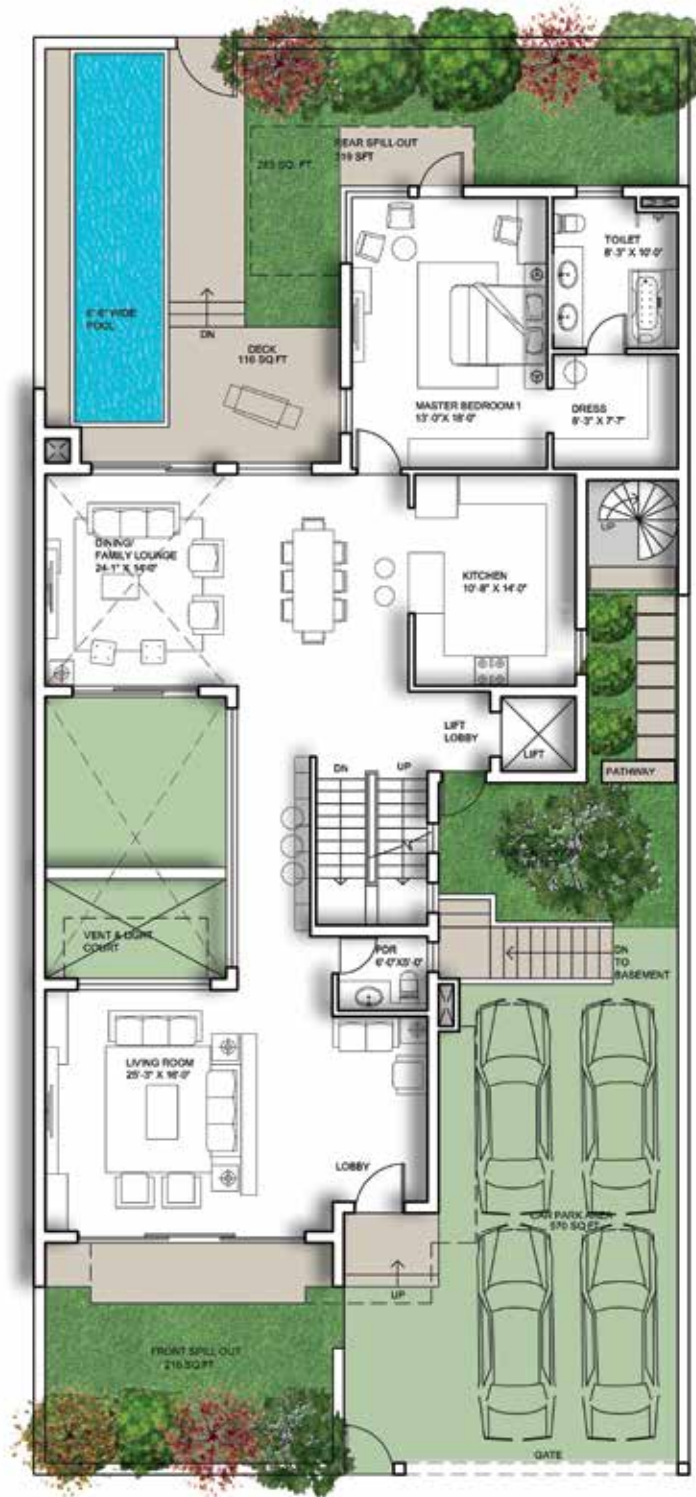 REAR SPILL-OUT
319 SFT
283 SQ. FT
TOILET
8'-3" X 10'-0"
6'-6" WIDE
POOL
DN
DECK
116 SQ FT
MASTER BEDROOM 1
13'-0"X 18'-0"
DRESS
8'-3" X 7'-7"
UP
DINING/
FAMILY LOUNGE
24'-1" X 14'-0"
KITCHEN
10'-8" X 14'-0"
LIFT
LOBBY
LIFT
DN
UP
PATHWAY
VENT & LIGHT
COURT
PDR
6'-0"X5'-0"
DN
TO
BASEMENT
LIVING ROOM
25'-3" X 16'-0"
LOBBY
CAR PARK AREA
570 SQ FT
UP
FRONT SPILL OUT
215 SQ FT
GATE